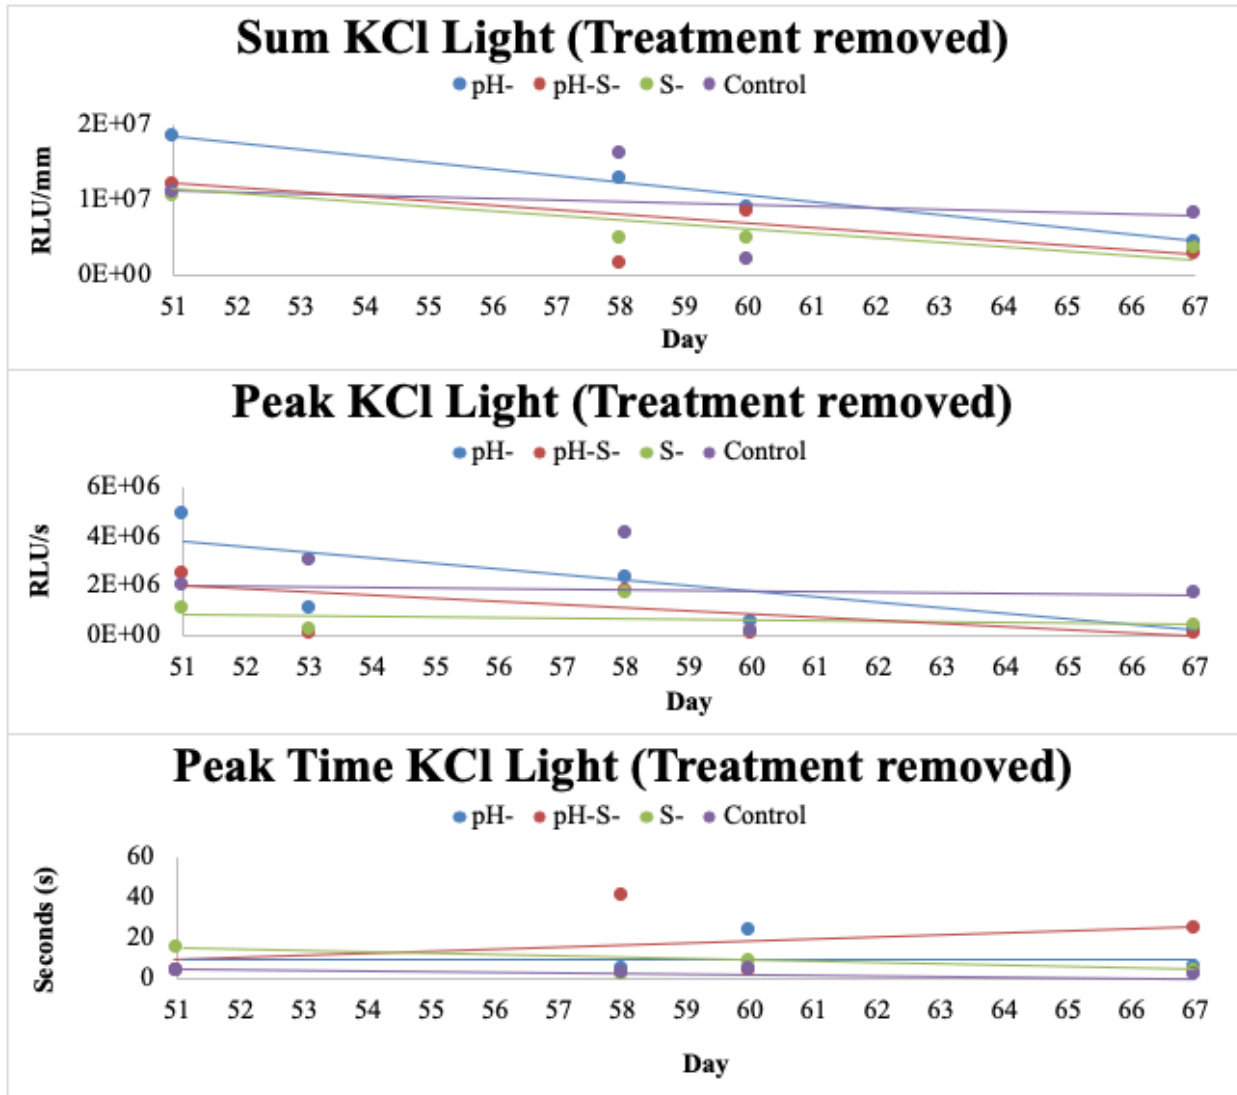 Sum KCl Light (Treatment removed)
pH- pH-S- S- Control
2E+07
1E+07
0E+00
RLU/mm
51 52 53 54 55 56 57 58 59 60 61 62 63 64 65 66 67
Day
Peak KCl Light (Treatment removed)
pH- pH-S- S- Control
6E+06
4E+06
2E+06
0E+00
RLU/s
51 52 53 54 55 56 57 58 59 60 61 62 63 64 65 66 67
Day
Peak Time KCl Light (Treatment removed)
pH- pH-S- S- Control
60
40
20
0
Seconds (s)
51 52 53 54 55 56 57 58 59 60 61 62 63 64 65 66 67
Day